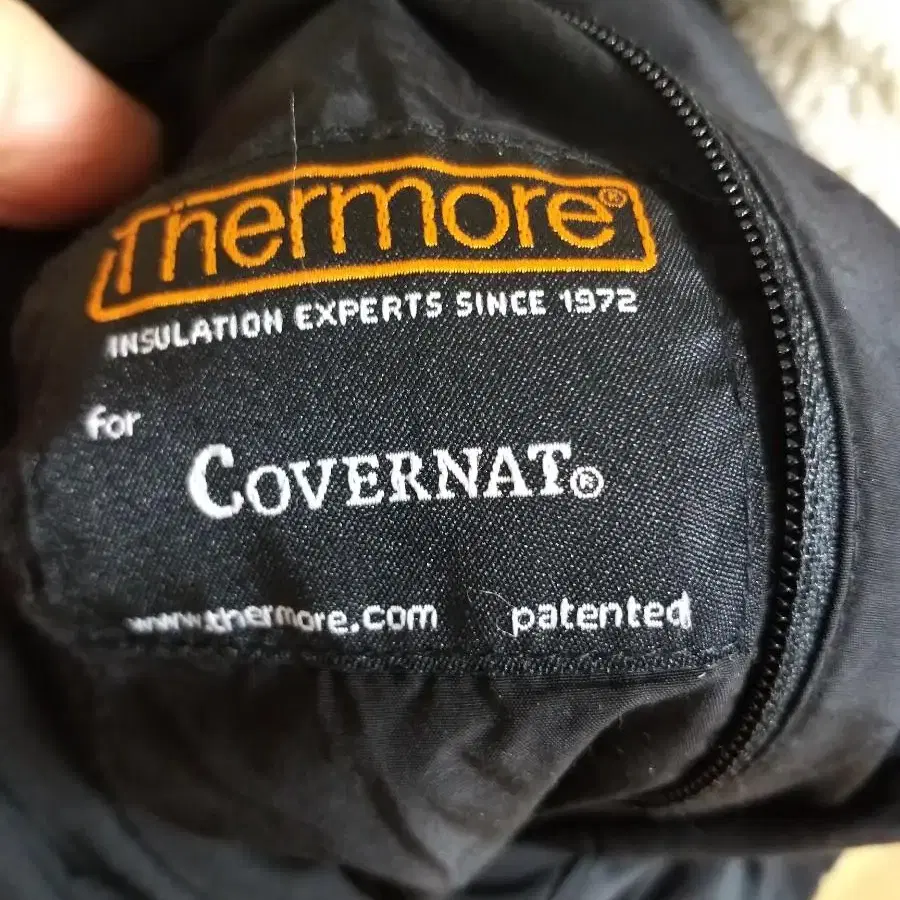 Thermore®
INSULATION EXPERTS SINCE 1972
for
COVERNAT®
www.thermore.com patented